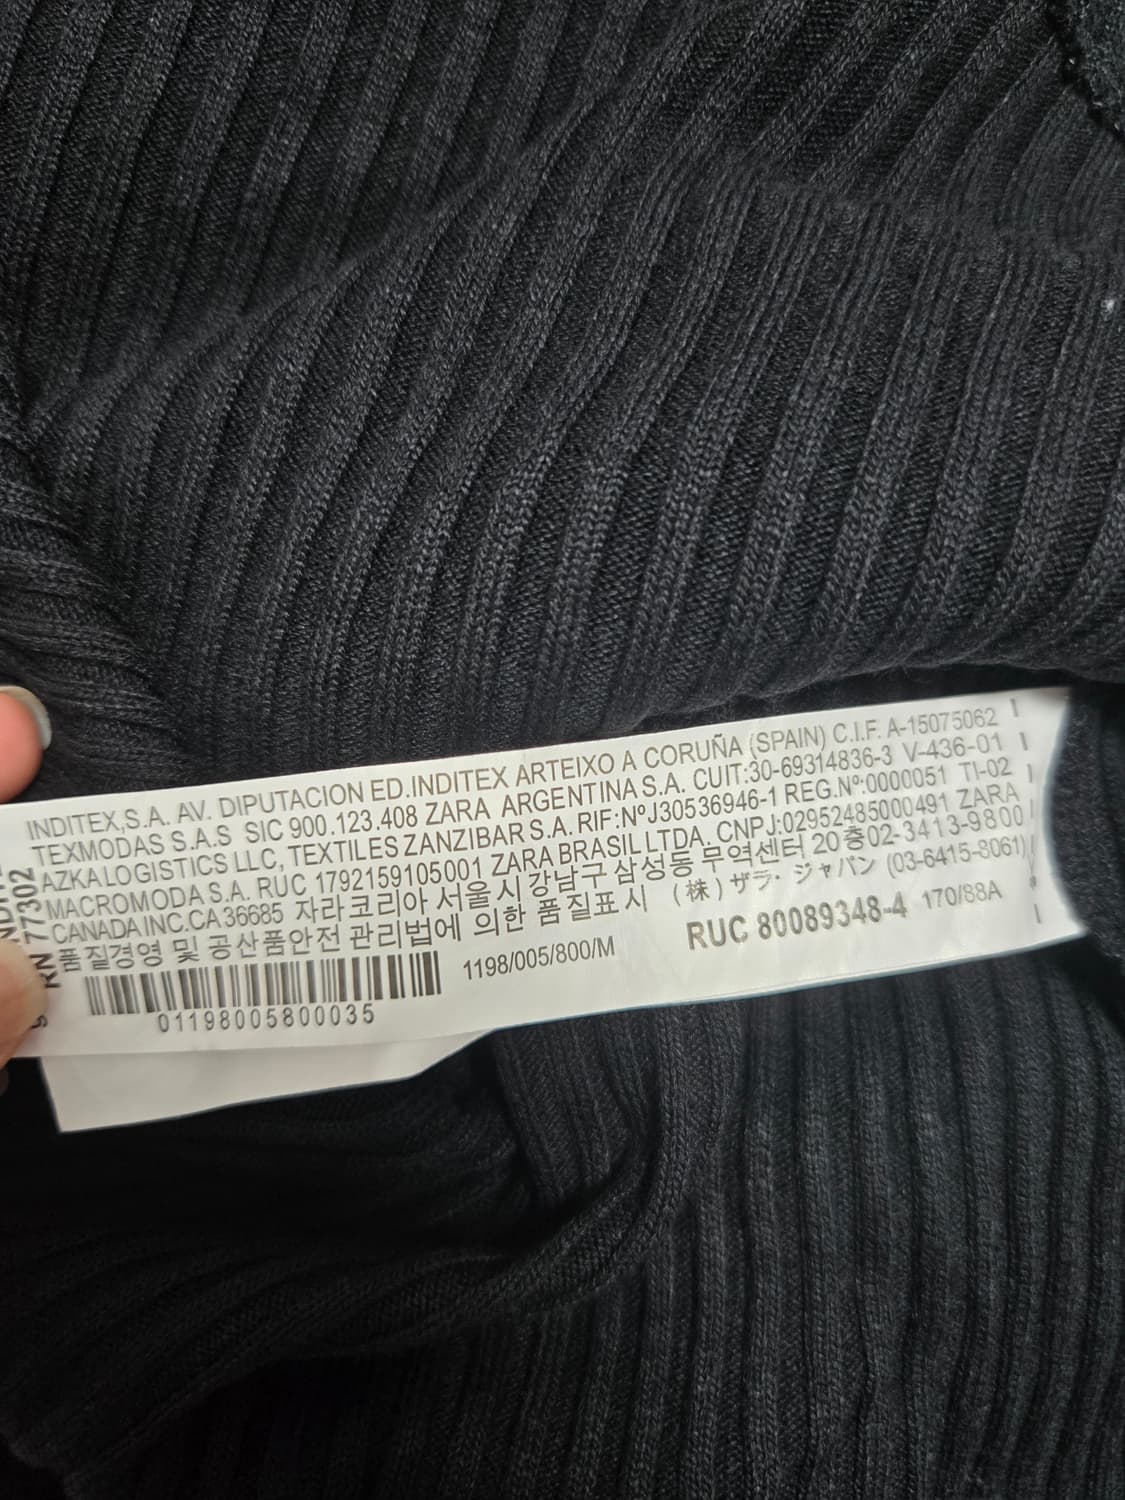 INDITEX,S.A. AV. DIPUTACION ED.INDITEX ARTEIXO A CORUÑA (SPAIN) C.I.F. A-15075062
TEXMODAS S.A.S SIC 900.123.408 ZARA ARGENTINA S.A. CUIT:30-69314836-3 V-436-01
AZKALOGISTICS LLC, TEXTILES ZANZIBAR S.A. RIF:NºJ30536946-1 REG.Nº:0000051 TI-02
MACROMODA S.A. RUC 1792159105001 ZARA BRASIL LTDA. CNPJ:02952485000491 ZARA
CANADA INC.CA 36685 자라코리아 서울시 강남구 삼성동 무역센터 20층02-3413-9800
품질경영 및 공산품안전 관리법에 의한 품질표시 (株) ザラ・ジャパン (03-6415-8061)
RUC 80089348-4 170/88A
1198/005/800/M
01198005800035
RN 77302